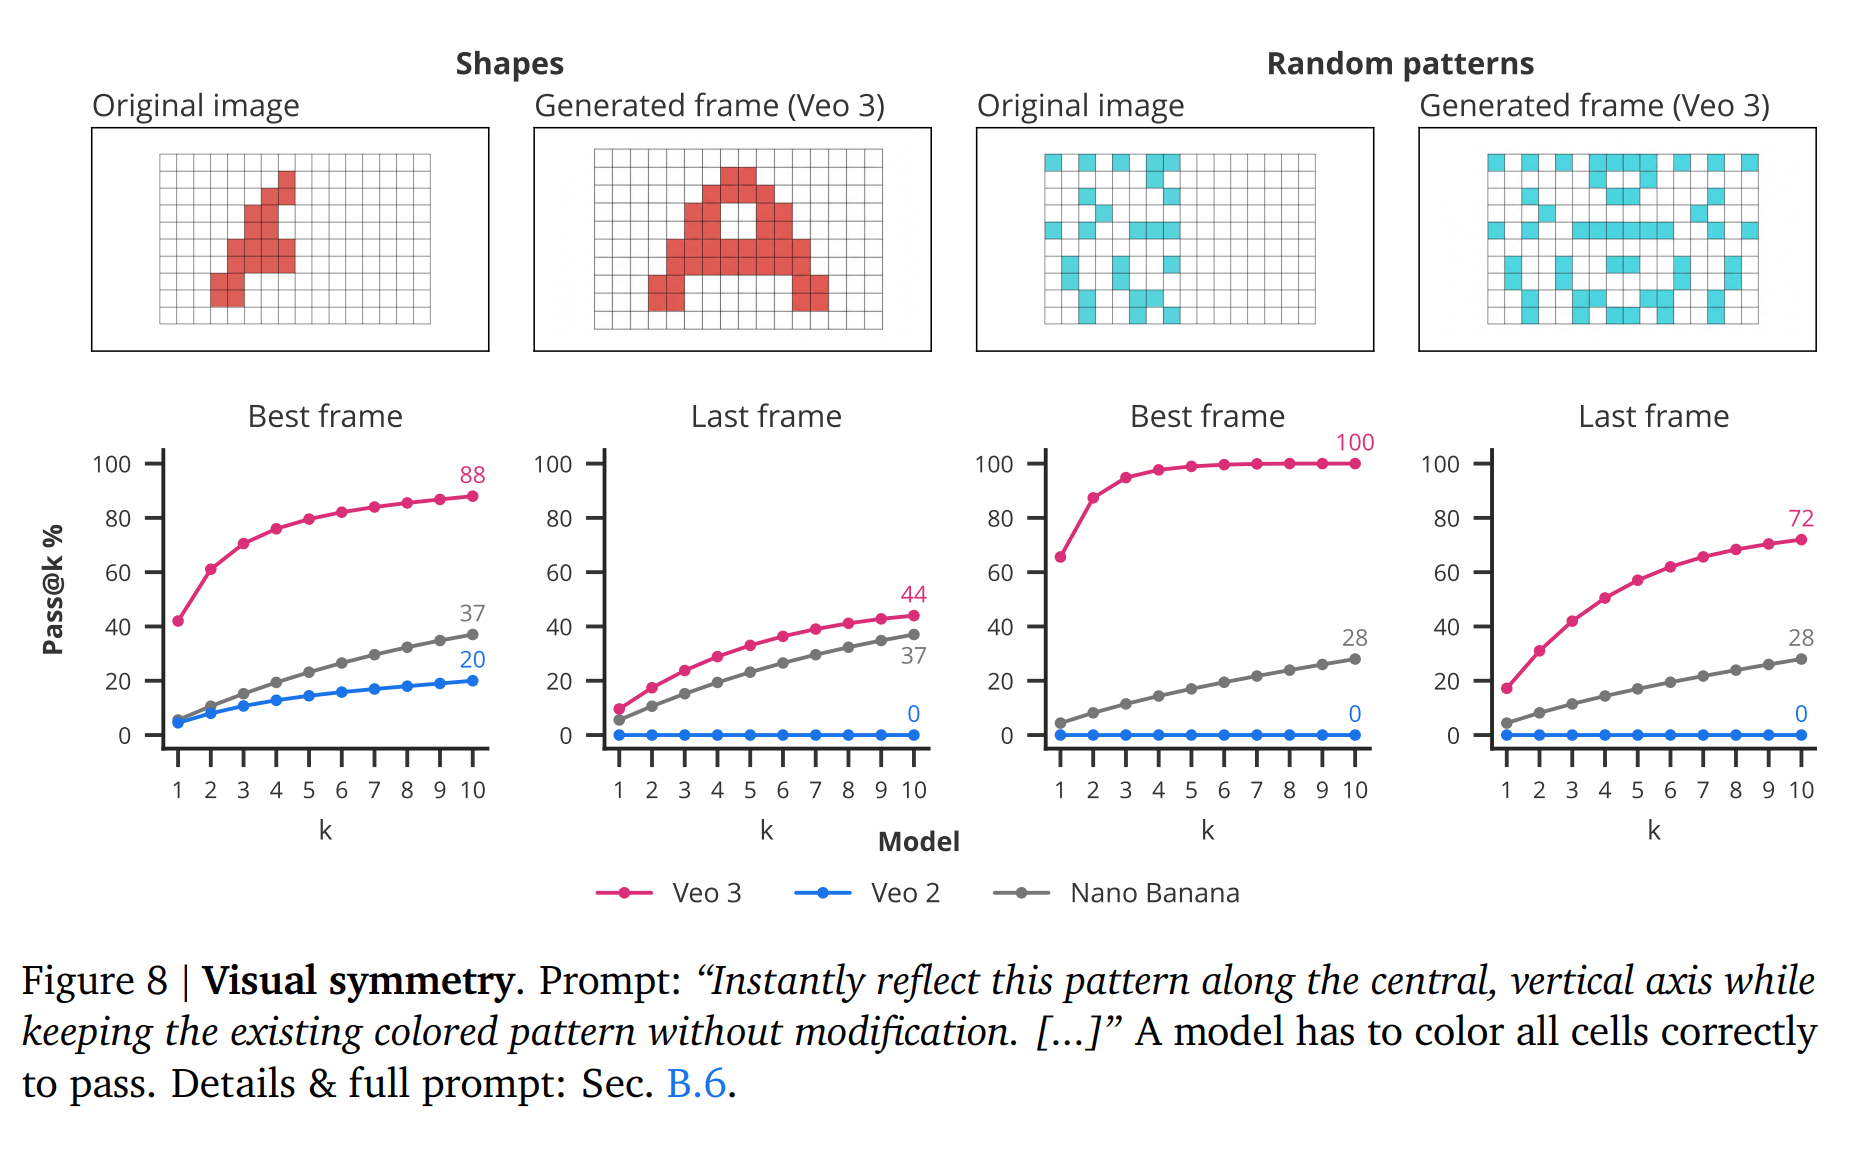 Shapes
Random patterns
Original image
Generated frame (Veo 3)
Original image
Generated frame (Veo 3)
Best frame
Last frame
Best frame
Last frame
Pass@k %
100
80
60
40
20
0
88
37
20
1 2 3 4 5 6 7 8 9 10
k
100
80
60
40
20
0
44
37
0
1 2 3 4 5 6 7 8 9 10
k
100
80
60
40
20
0
100
28
0
1 2 3 4 5 6 7 8 9 10
k
100
80
60
40
20
0
72
28
0
1 2 3 4 5 6 7 8 9 10
k
Model
Veo 3
Veo 2
Nano Banana
Figure 8 | Visual symmetry. Prompt: “Instantly reflect this pattern along the central, vertical axis while
keeping the existing colored pattern without modification. [...]” A model has to color all cells correctly
to pass. Details & full prompt: Sec. B.6.